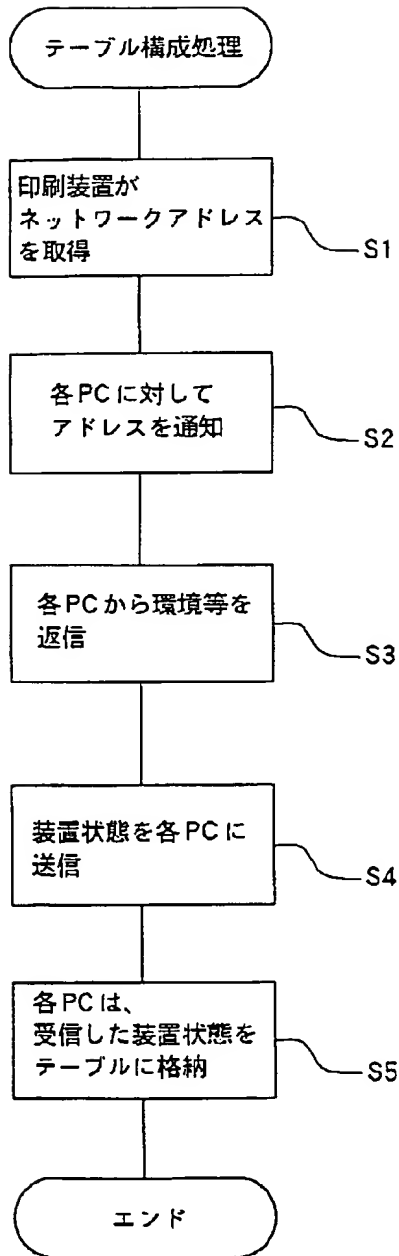 テーブル構成処理
印刷装置が
ネットワークアドレス
を取得
S1
各PCに対して
アドレスを通知
S2
各PCから環境等を
返信
S3
装置状態を各PCに
送信
S4
各PCは、
受信した装置状態を
テーブルに格納
S5
エンド